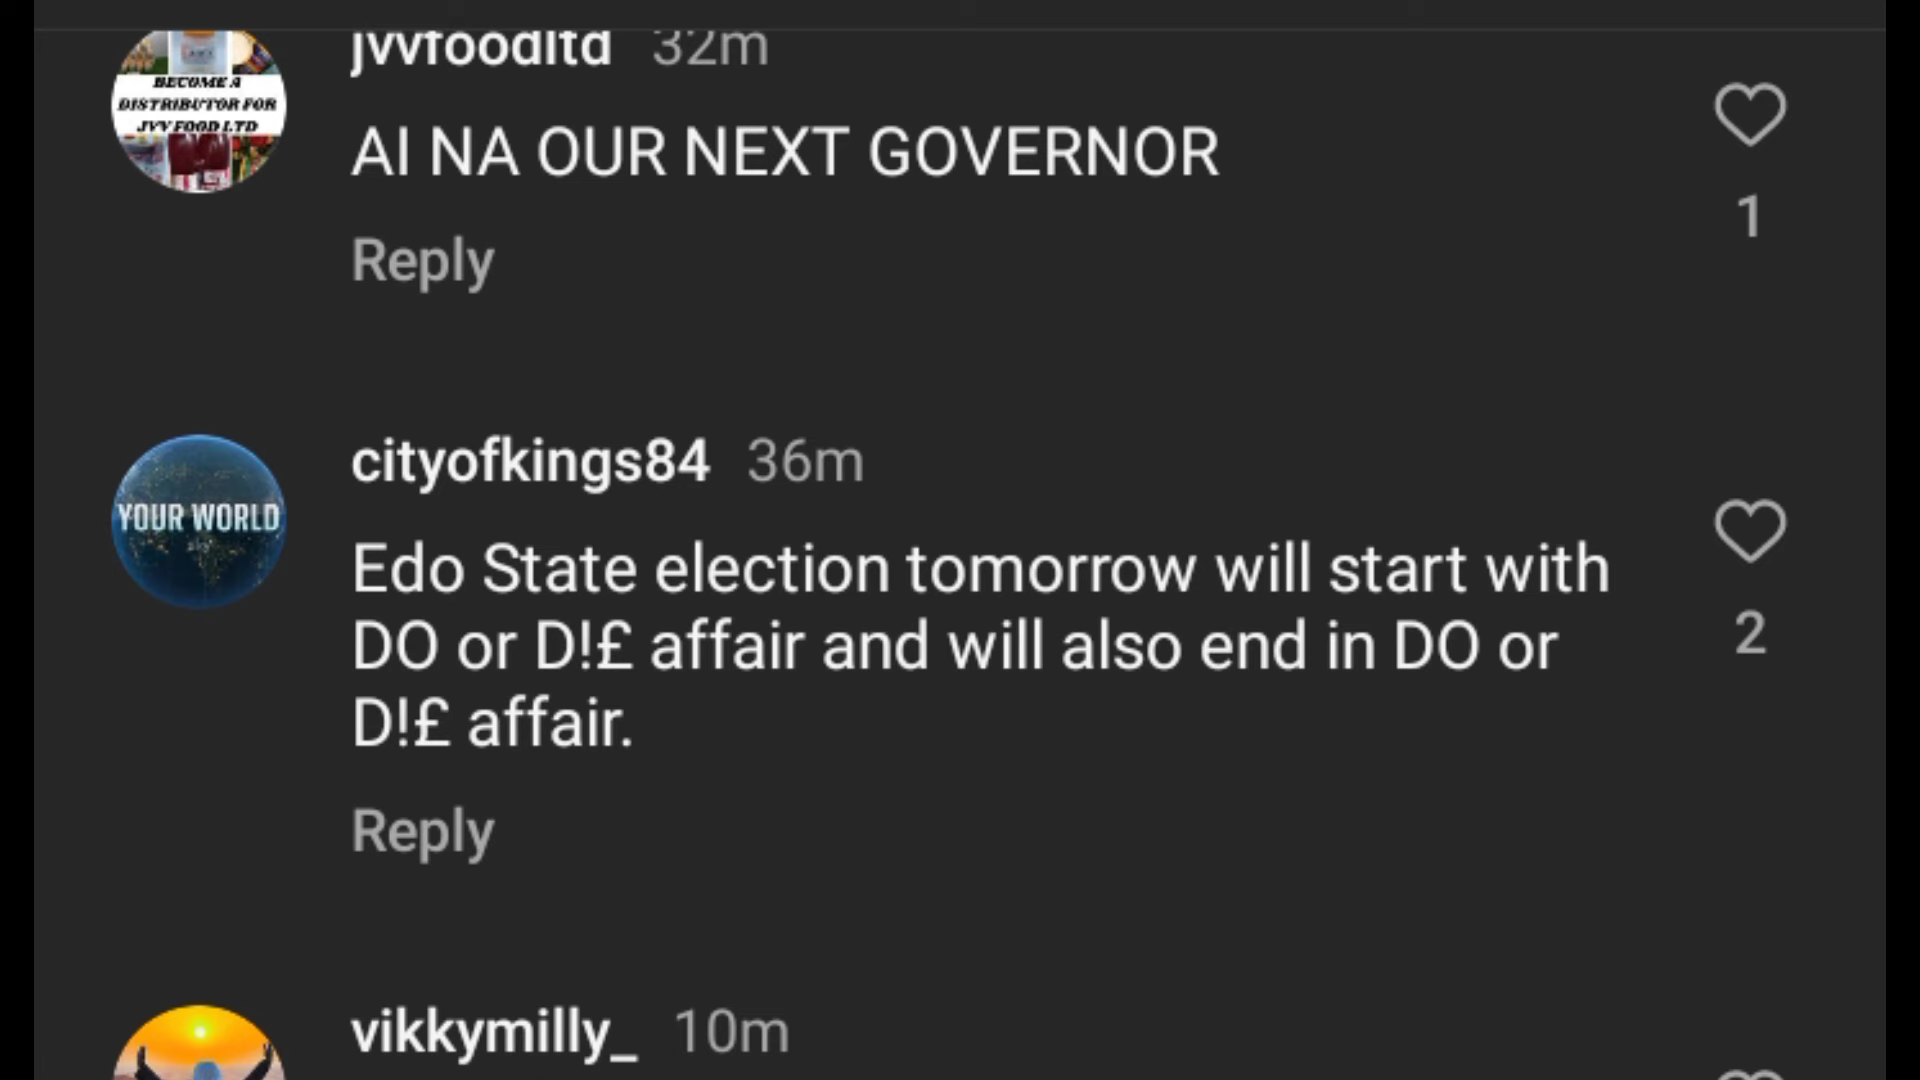 jvvfoodltd 32m
BECOME A
DISTRIBUTOR FOR
JVV FOOD LTD
AI NA OUR NEXT GOVERNOR
1
Reply
cityofkings84 36m
YOUR WORLD
sky
Edo State election tomorrow will start with
DO or D!£ affair and will also end in DO or
D!£ affair.
2
Reply
vikkymilly_ 10m